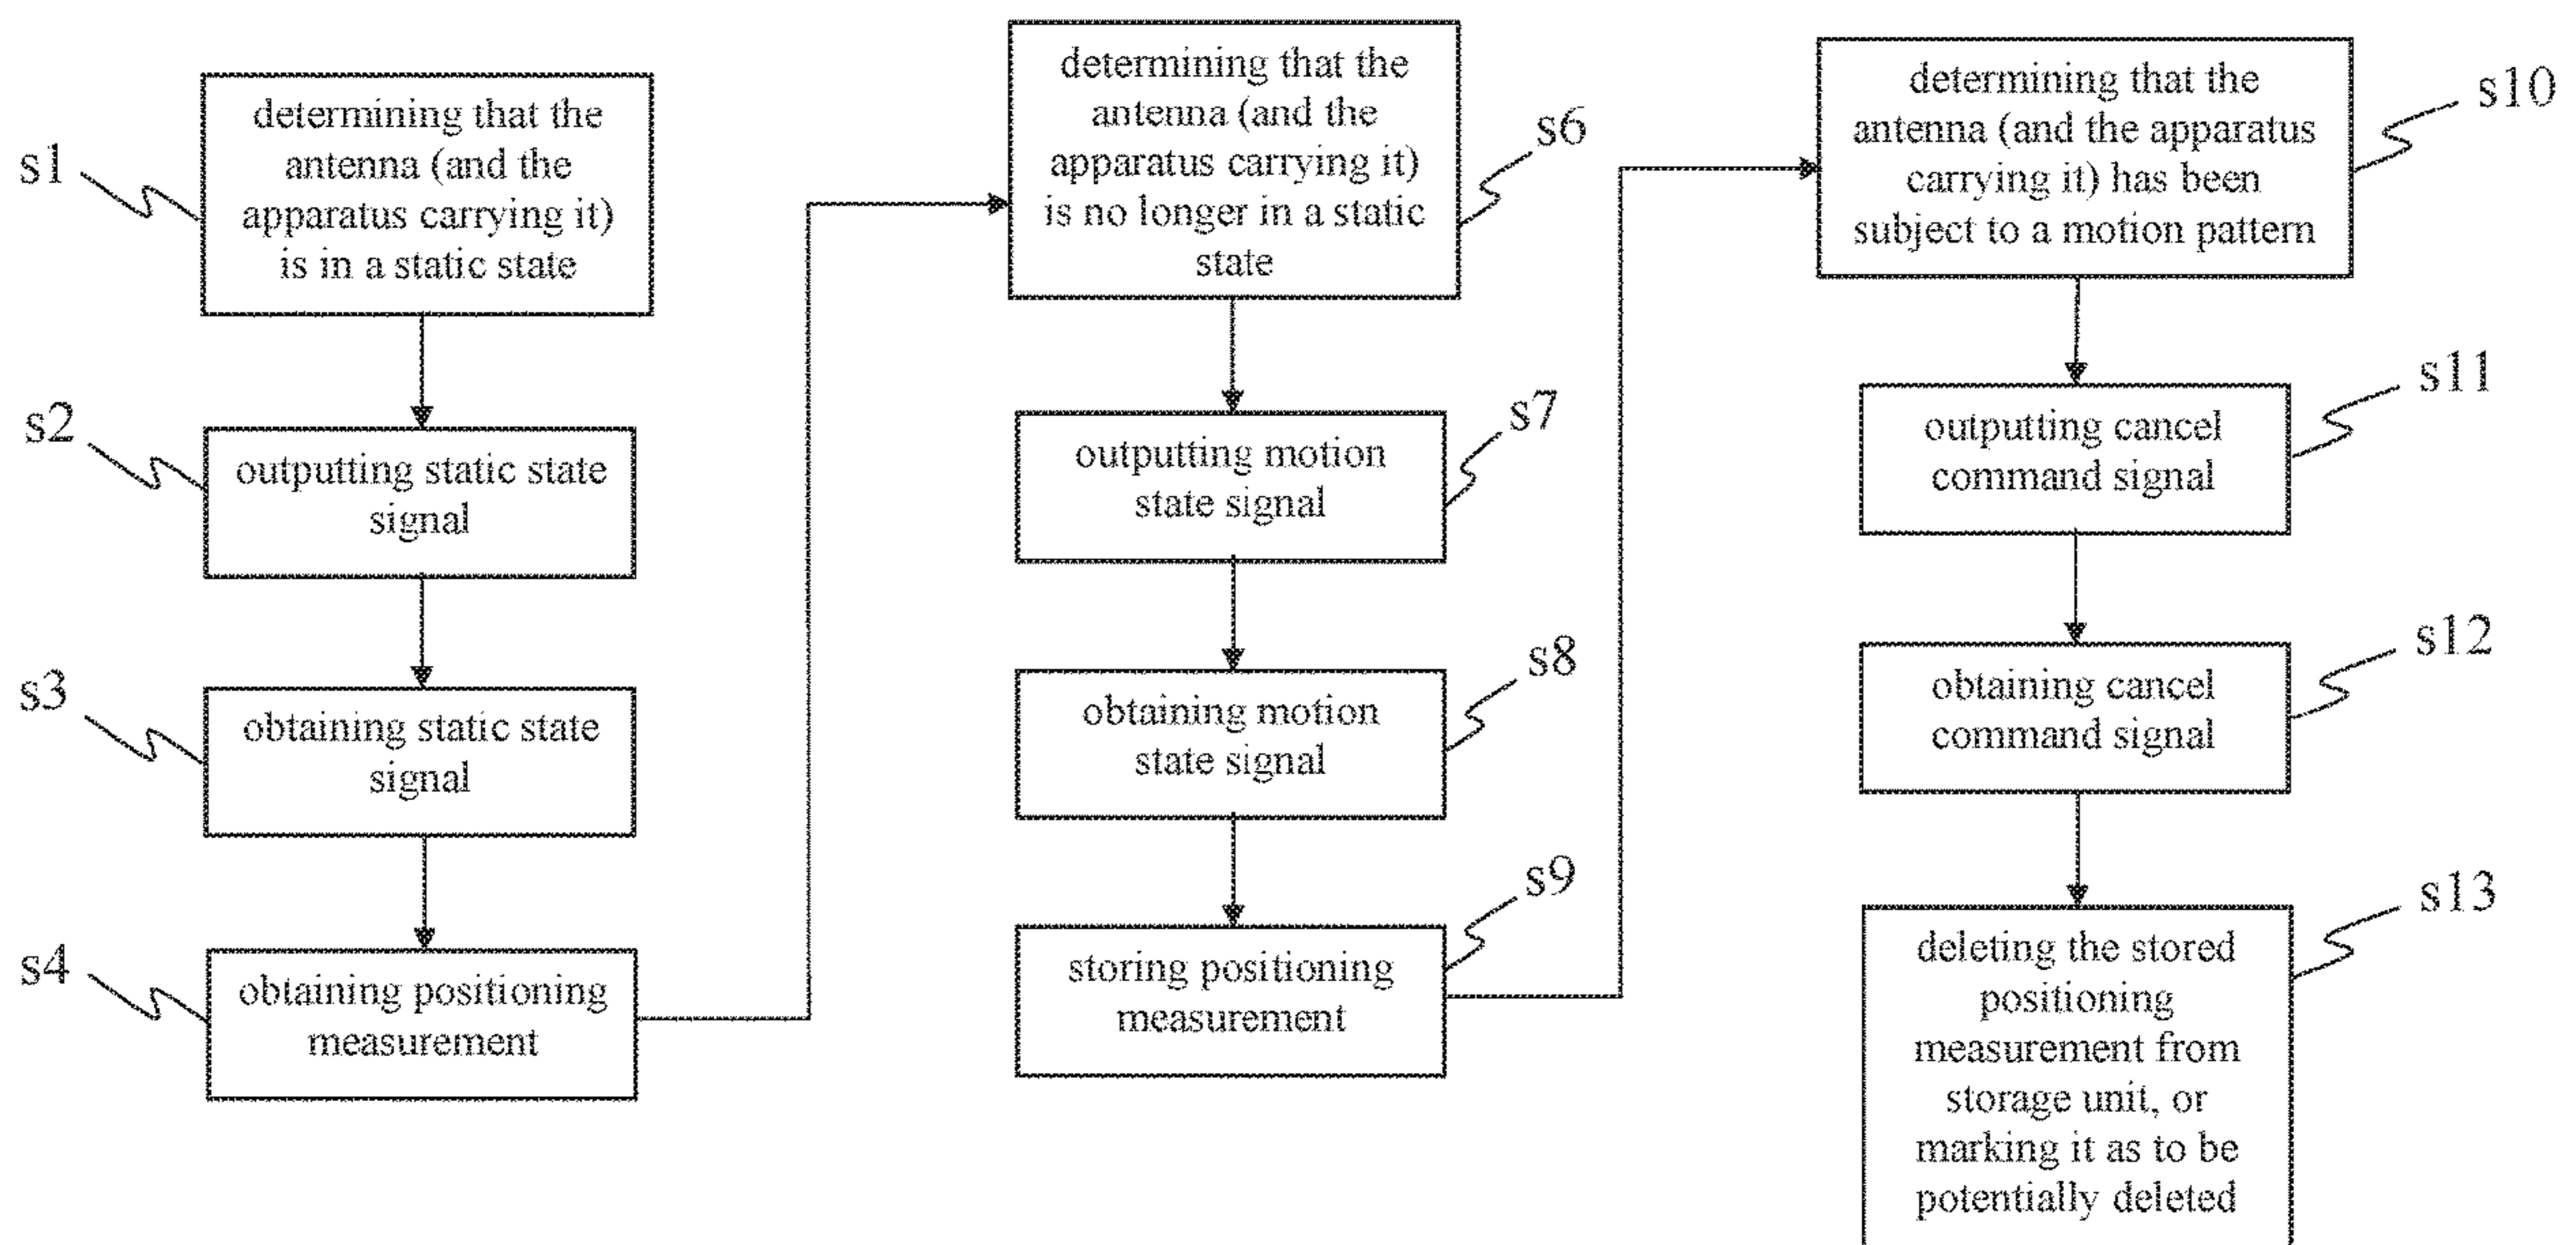 s1
determining that the
antenna (and the
apparatus carrying it)
is in a static state
s2
outputting static state
signal
s3
obtaining static state
signal
s4
obtaining positioning
measurement
determining that the
antenna (and the
apparatus carrying it)
is no longer in a static
state
s6
outputting motion
state signal
s7
obtaining motion
state signal
s8
storing positioning
measurement
s9
determining that the
antenna (and the apparatus
carrying it) has been
subject to a motion pattern
s10
outputting cancel
command signal
s11
obtaining cancel
command signal
s12
deleting the stored
positioning
measurement from
storage unit, or
marking it as to be
potentially deleted
s13